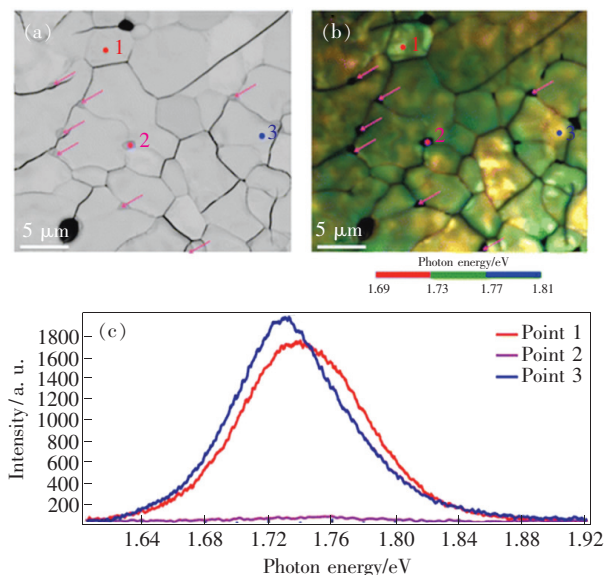 (a)
1
2
3
5 μm
(b)
1
2
3
5 μm
Photon energy/eV
1.69 1.73 1.77 1.81
(c)
Point 1
Point 2
Point 3
Intensity/a. u.
1800
1600
1400
1200
1000
800
600
400
200
1.64 1.68 1.72 1.76 1.80 1.84 1.88 1.92
Photon energy/eV